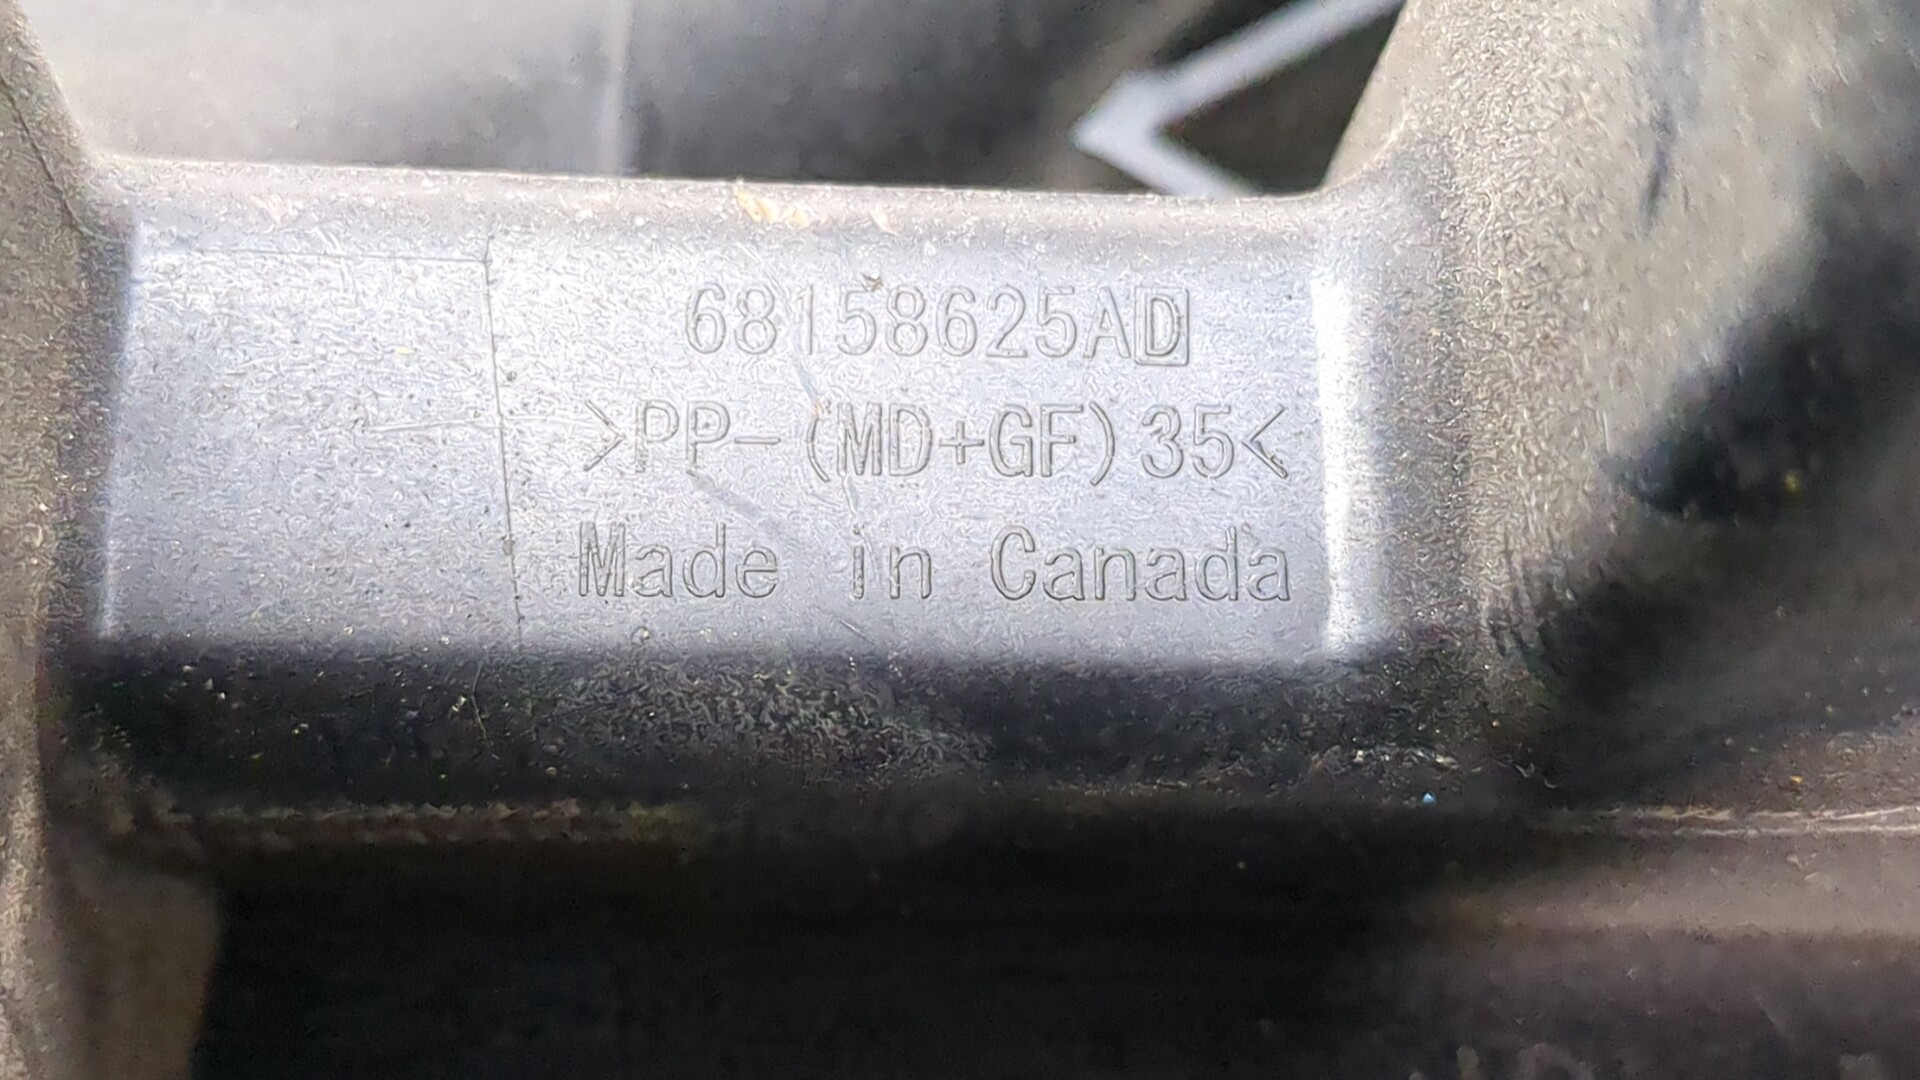 68158625AD
>PP-(MD+GF)35<
Made in Canada